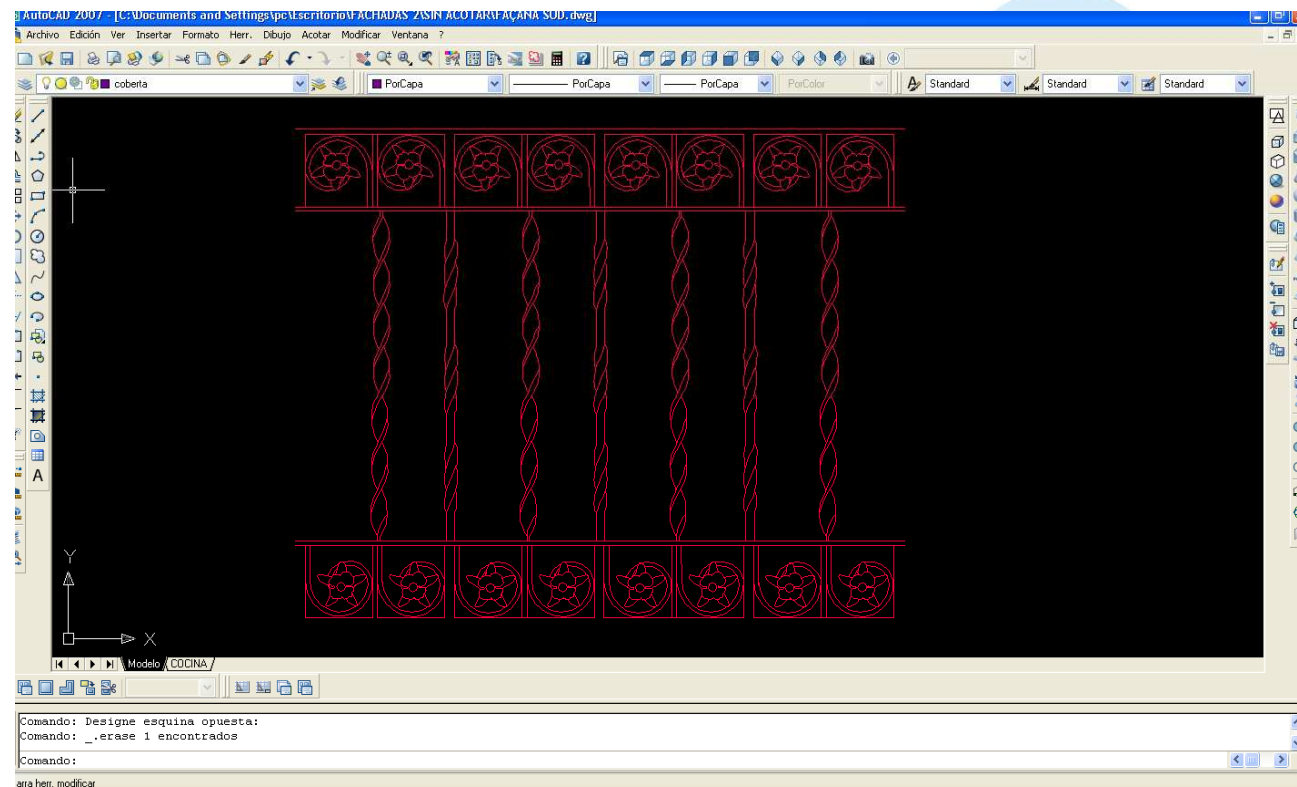 AutoCAD 2007 - [C:\Documents and Settings\pc\Escritorio\FACHADAS 2\SIN ACOTAR\FAÇANA SUD.dwg]
Archivo Edición Ver Insertar Formato Herr. Dibujo Acotar Modificar Ventana ?
coberta PorCapa PorCapa PorCapa PorColor Standard Standard Standard
A
Y
X
Modelo COCINA
Comando: Designe esquina opuesta:
Comando: _.erase 1 encontrados
Comando:
arra herr. modificar